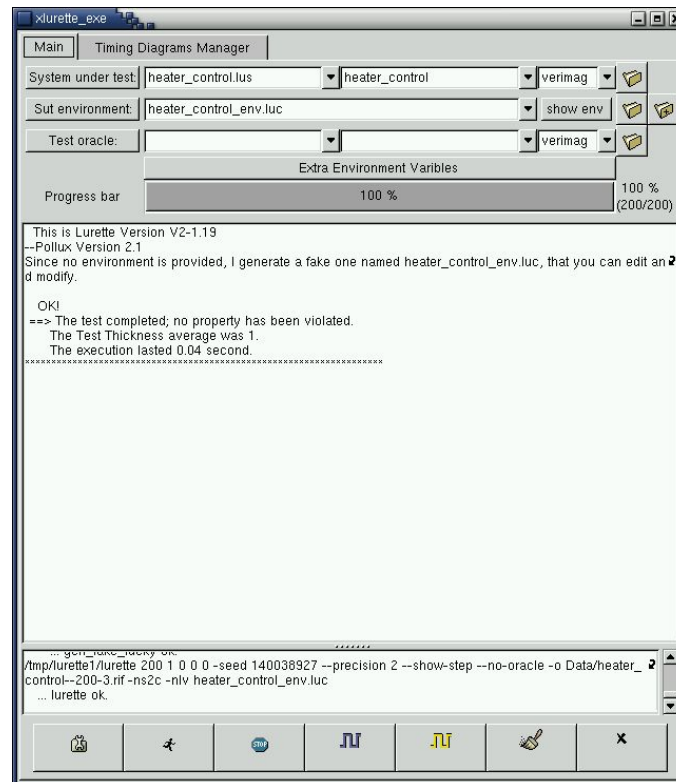 xlurette_exe
Main Timing Diagrams Manager
System under test: heater_control.lus heater_control verimag
Sut environment: heater_control_env.luc show env
Test oracle: verimag
Extra Environment Varibles
Progress bar 100 % 100 %
(200/200)
This is Lurette Version V2-1.19
--Pollux Version 2.1
Since no environment is provided, I generate a fake one named heater_control_env.luc, that you can edit an
d modify.
OK!
==> The test completed; no property has been violated.
The Test Thickness average was 1.
The execution lasted 0.04 second.
... gen_fake_lucky ok.
/tmp/lurette1/lurette 200 1 0 0 0 -seed 140038927 --precision 2 --show-step --no-oracle -o Data/heater_
control--200-3.rif -ns2c -nlv heater_control_env.luc
... lurette ok.
STOP
x